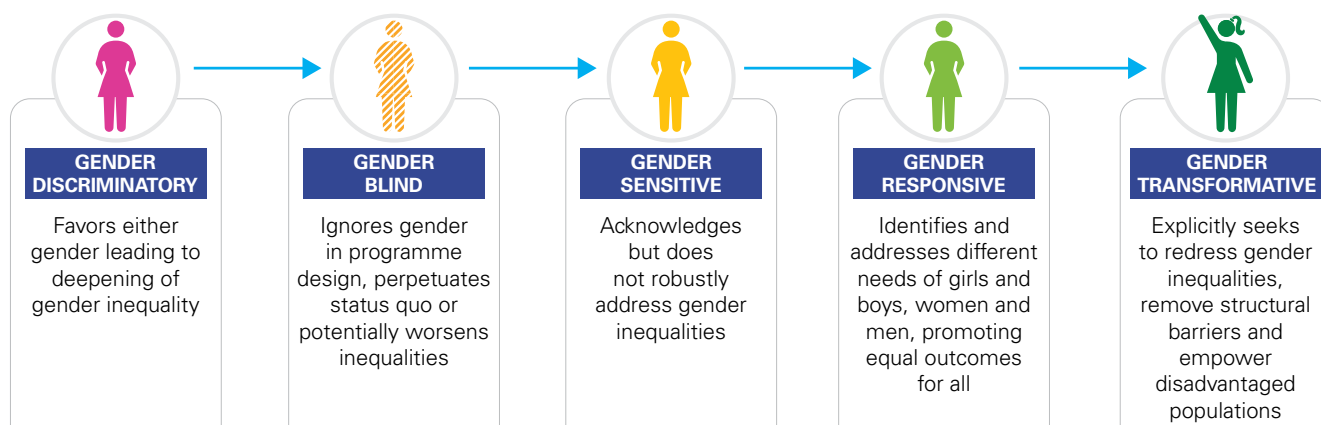 GENDER
DISCRIMINATORY
Favors either
gender leading to
deepening of
gender inequality
GENDER
BLIND
Ignores gender
in programme
design, perpetuates
status quo or
potentially worsens
inequalities
GENDER
SENSITIVE
Acknowledges
but does
not robustly
address gender
inequalities
GENDER
RESPONSIVE
Identifies and
addresses different
needs of girls and
boys, women and
men, promoting
equal outcomes
for all
GENDER
TRANSFORMATIVE
Explicitly seeks
to redress gender
inequalities,
remove structural
barriers and
empower
disadvantaged
populations